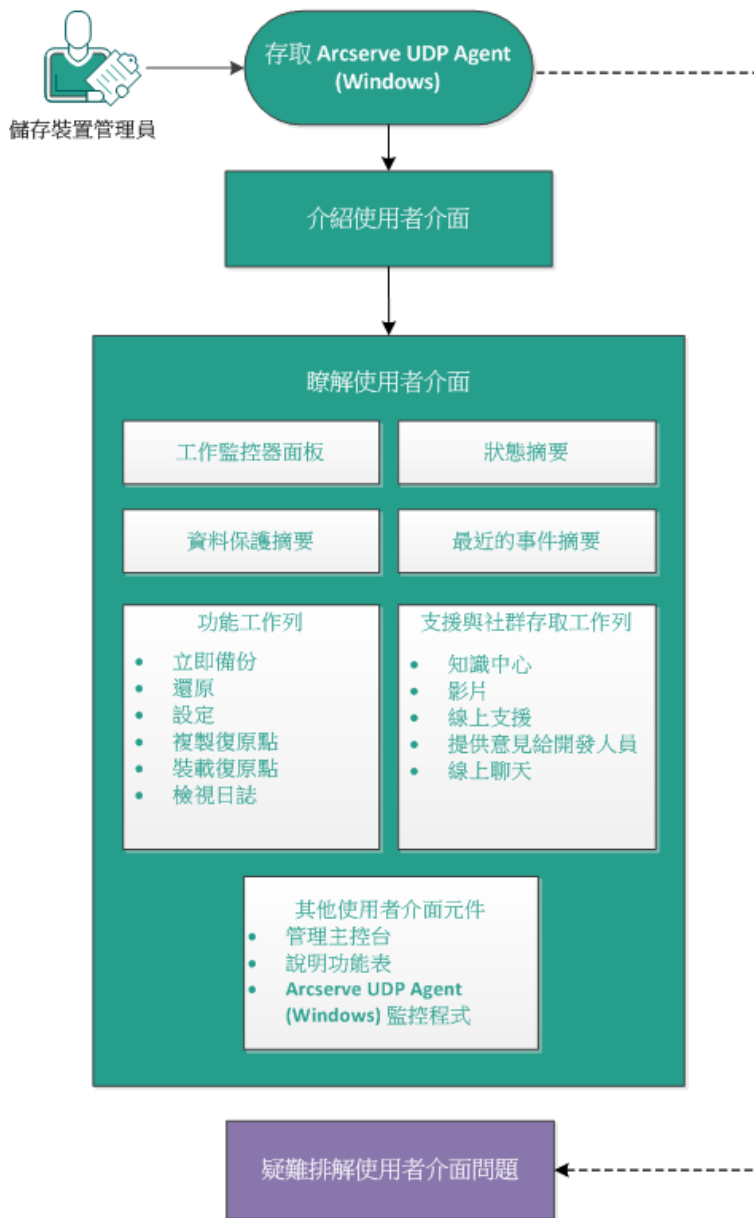 存取 Arcserve UDP Agent
(Windows)
儲存裝置管理員
介紹使用者介面
瞭解使用者介面
工作監控器面板
狀態摘要
資料保護摘要
最近的事件摘要
功能工作列
• 立即備份
• 還原
• 設定
• 複製復原點
• 裝載復原點
• 檢視日誌
支援與社群存取工作列
• 知識中心
• 影片
• 線上支援
• 提供意見給開發人員
• 線上聊天
其他使用者介面元件
• 管理主控台
• 說明功能表
• Arcserve UDP Agent
(Windows) 監控程式
疑難排解使用者介面問題